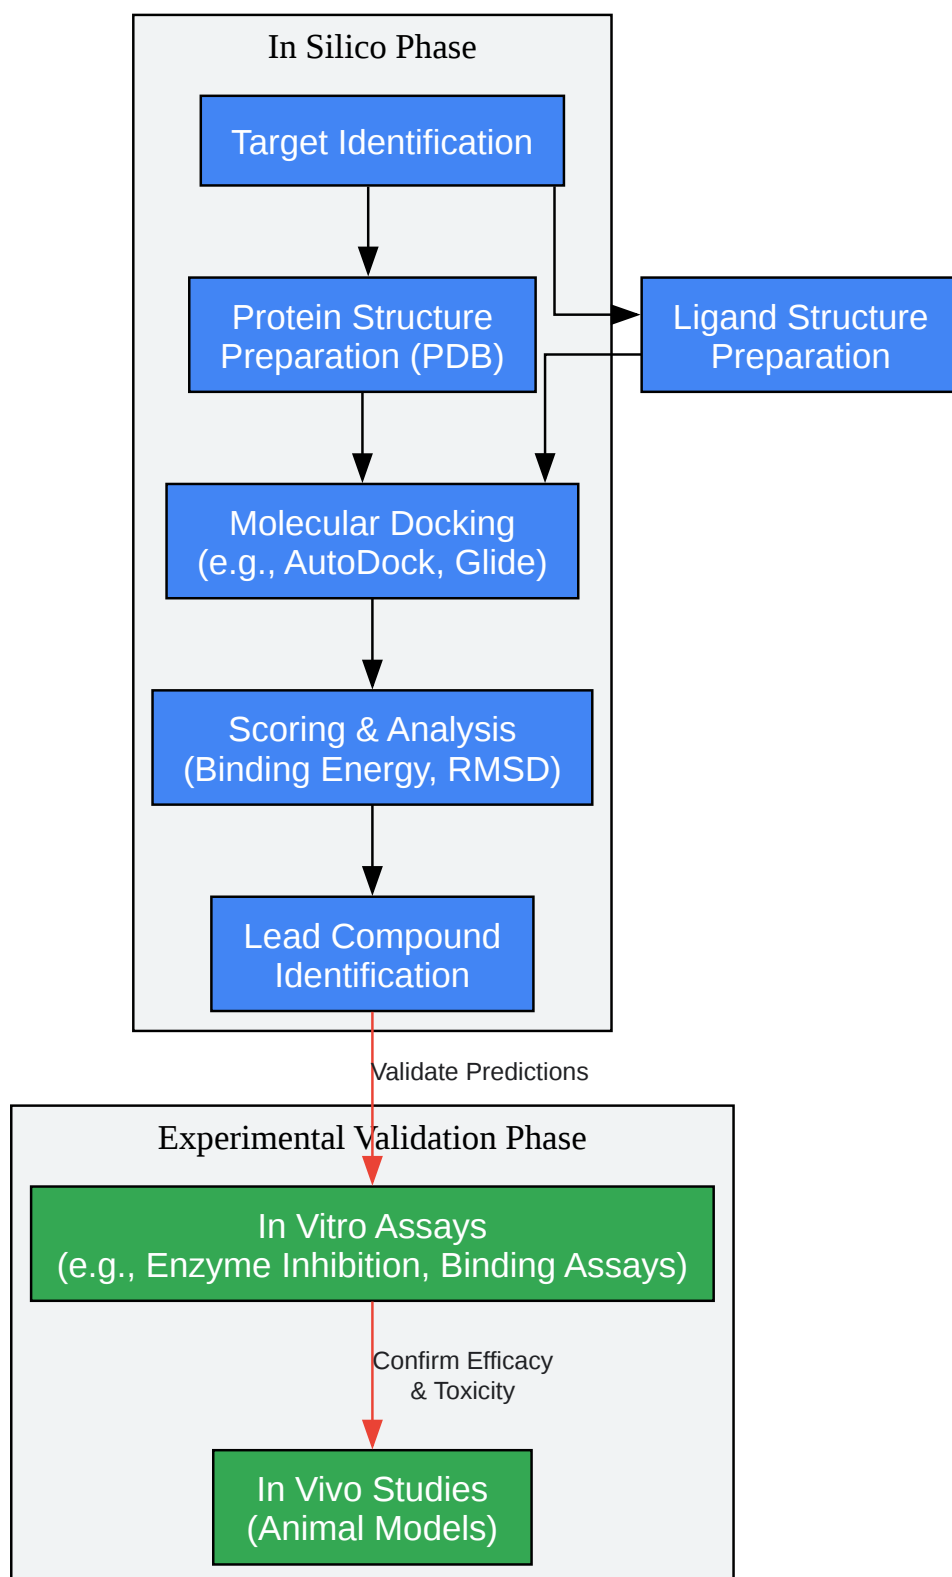 In Silico Phase
Target Identification
Protein Structure
Preparation (PDB)
Ligand Structure
Preparation
Molecular Docking
(e.g., AutoDock, Glide)
Scoring & Analysis
(Binding Energy, RMSD)
Lead Compound
Identification
Validate Predictions
Experimental Validation Phase
In Vitro Assays
(e.g., Enzyme Inhibition, Binding Assays)
Confirm Efficacy
& Toxicity
In Vivo Studies
(Animal Models)